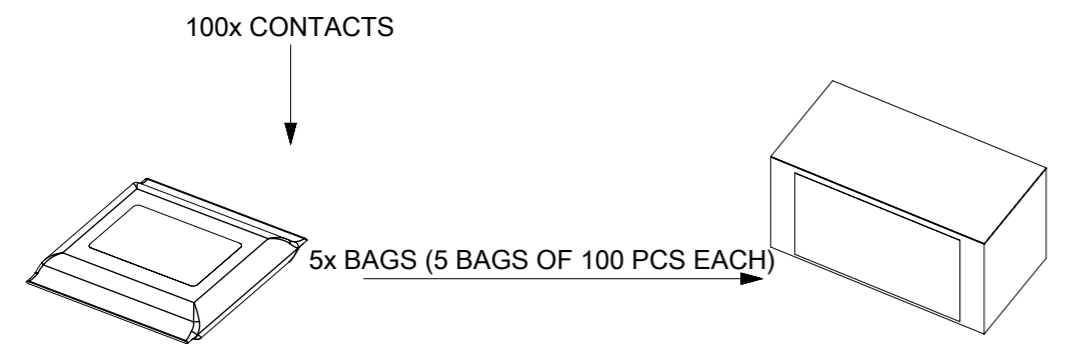 100x CONTACTS
5x BAGS (5 BAGS OF 100 PCS EACH)